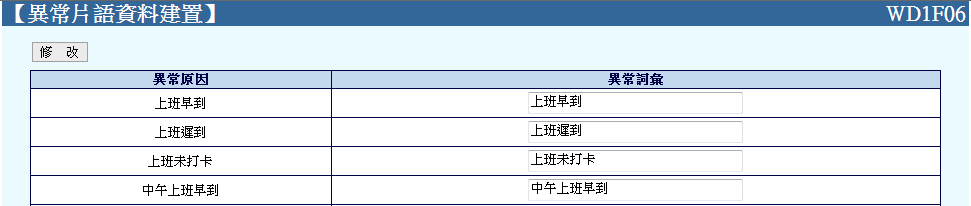 【異常片語資料建置】 WD1F06
修 改
異常原因 異常詞彙
上班早到 上班早到
上班遲到 上班遲到
上班未打卡 上班未打卡
中午上班早到 中午上班早到